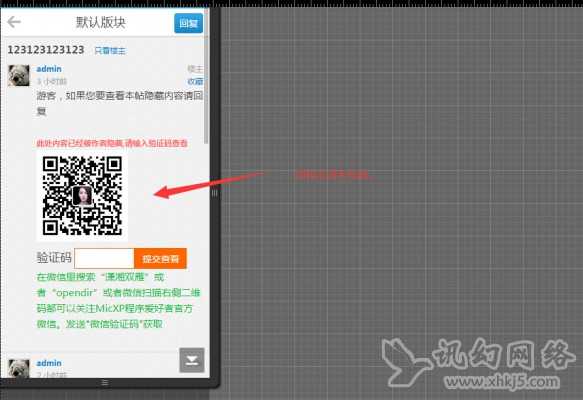 默认版块
回复
123123123123 只看楼主
admin 楼主
3 小时前 收藏
游客，如果您要查看本帖隐藏内容请回
复
此处内容已经被作者隐藏,请输入验证码查看
验证码 提交查看
在微信里搜索“潇湘双雁”或
者“opendir”或者微信扫描右侧二维
码都可以关注MicXP程序爱好者官方
微信。发送“微信验证码”获取
admin
2 小时前
讯幻网络
www.xhkj5.com